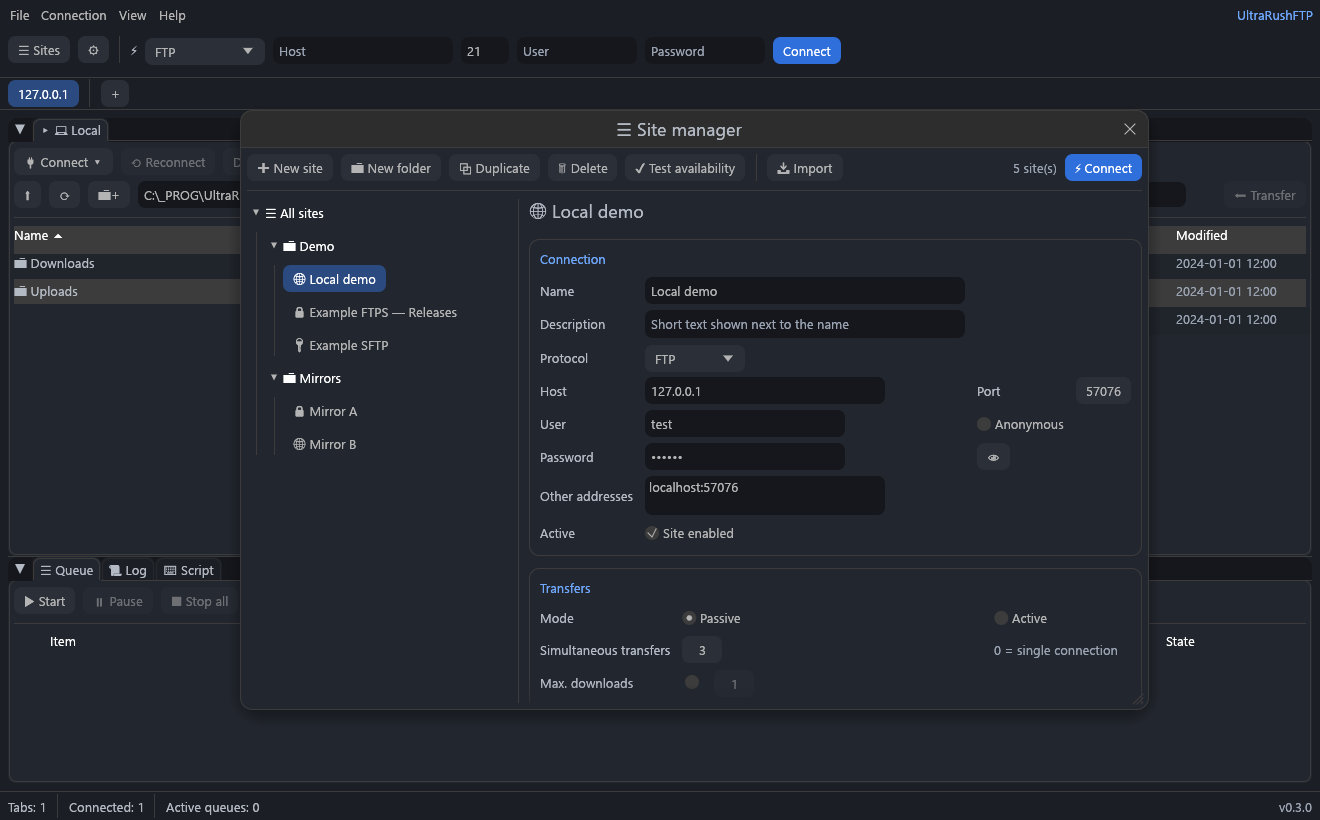 File Connection View Help UltraRushFTP
Sites FTP Host 21 User Password Connect
127.0.0.1 +
Local
Connect Reconnect D
C:\_PROG\UltraR
Transfer
Name
Downloads
Uploads
Modified
2024-01-01 12:00
2024-01-01 12:00
2024-01-01 12:00
Site manager
New site New folder Duplicate Delete Test availability Import 5 site(s) Connect
All sites
Demo
Local demo
Example FTPS — Releases
Example SFTP
Mirrors
Mirror A
Mirror B
Local demo
Connection
Name Local demo
Description Short text shown next to the name
Protocol FTP
Host 127.0.0.1 Port 57076
User test Anonymous
Password ••••••
Other addresses localhost:57076
Active Site enabled
Transfers
Mode Passive Active
Simultaneous transfers 3 0 = single connection
Max. downloads 1
Queue Log Script
Start Pause Stop all
Item State
Tabs: 1 Connected: 1 Active queues: 0 v0.3.0